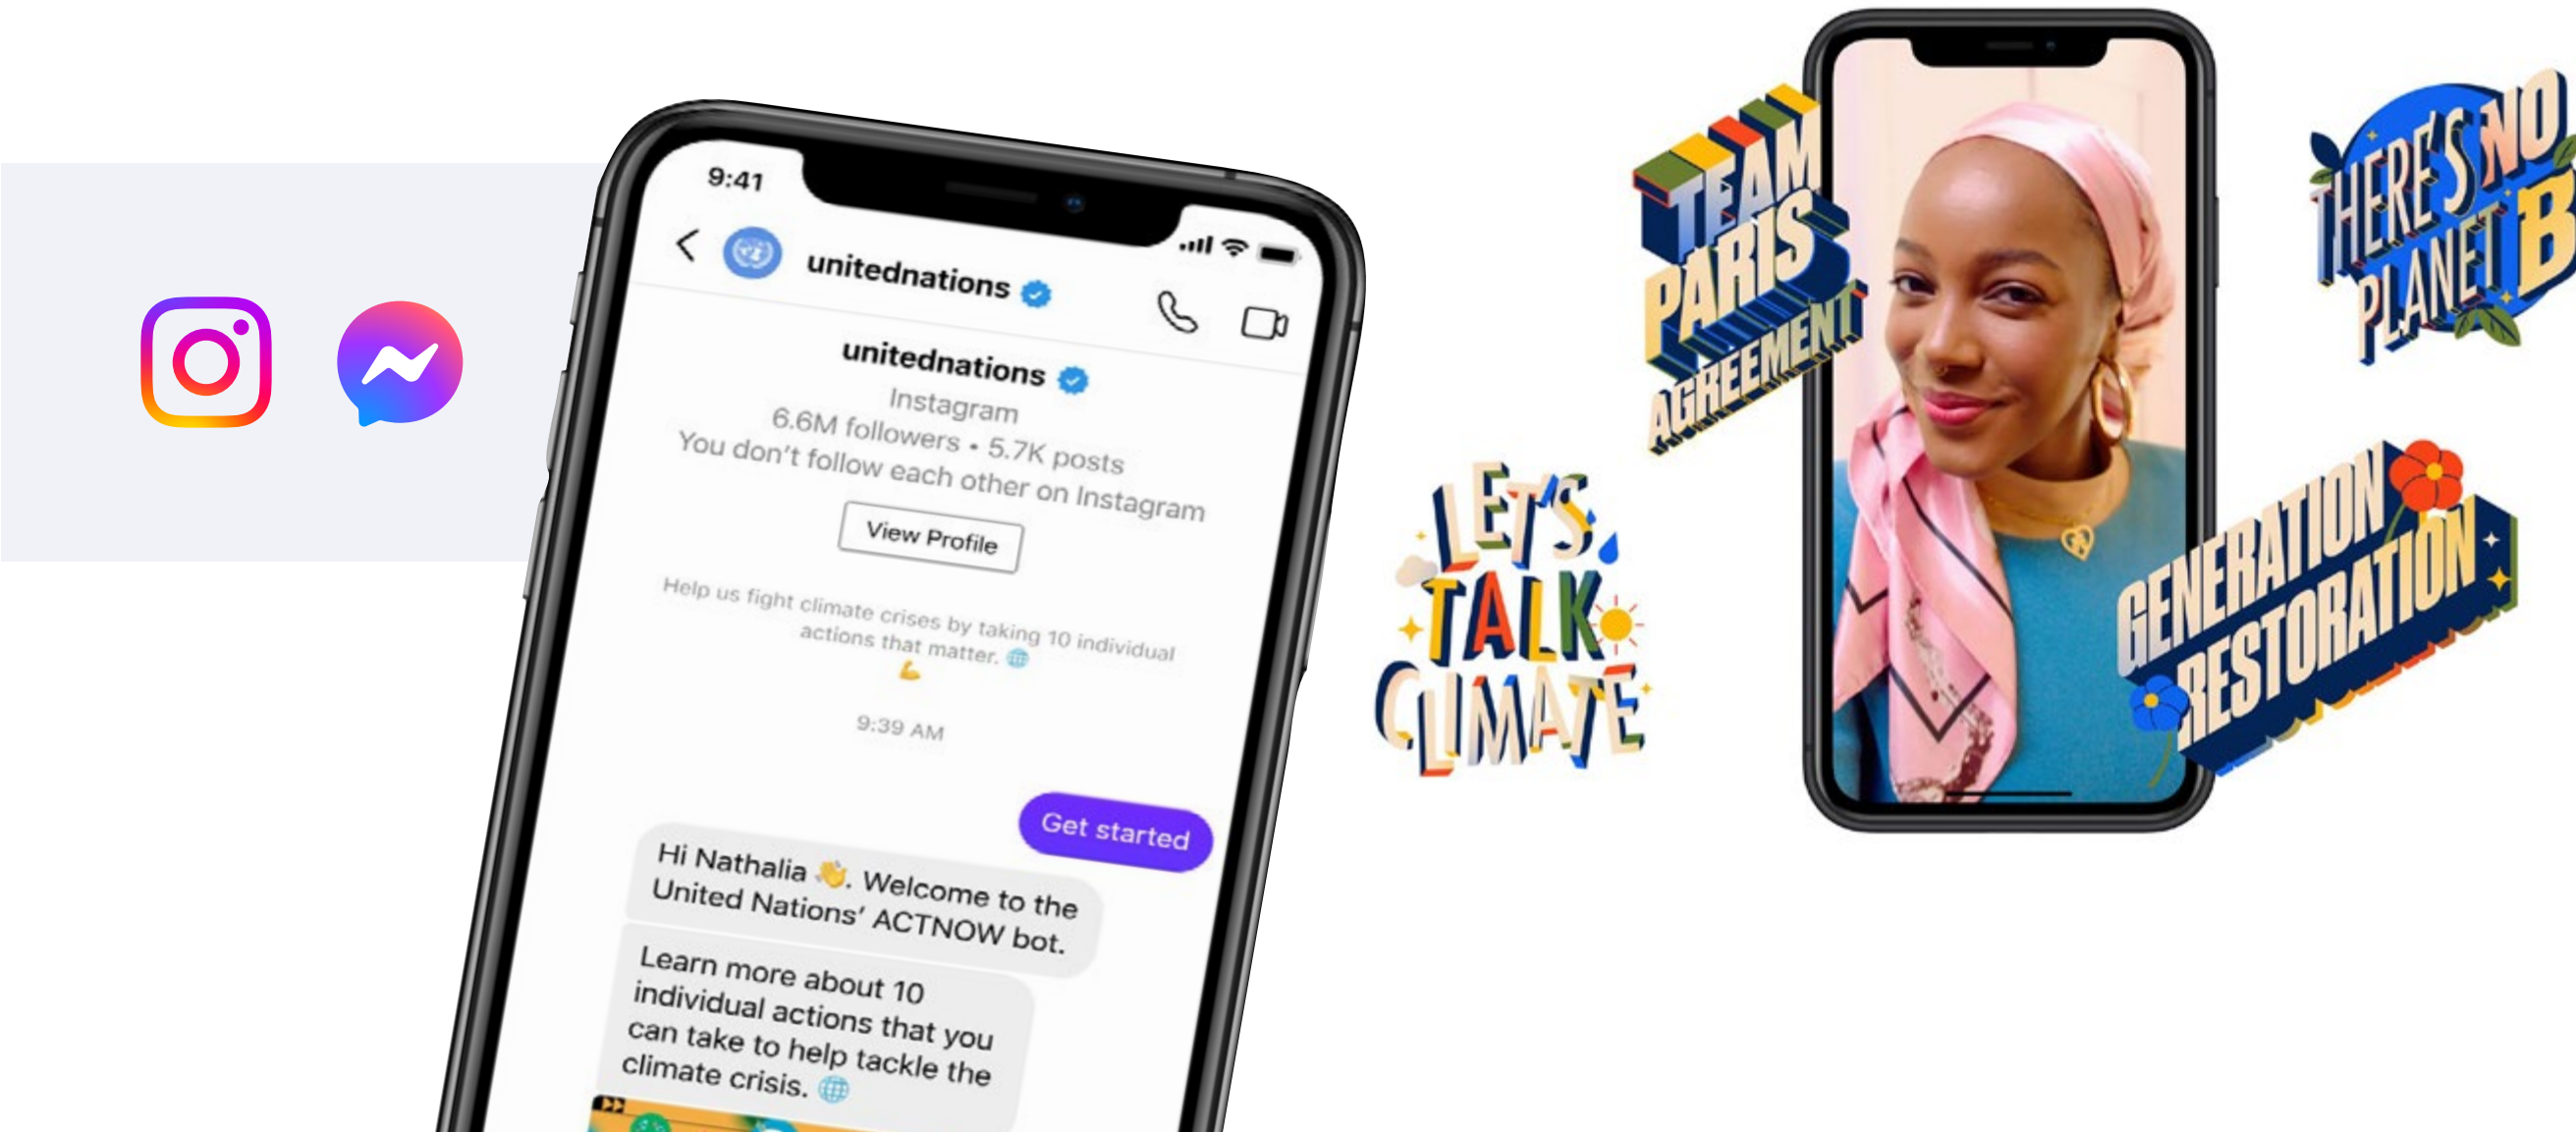 9:41
unitednations
unitednations
Instagram
6.6M followers • 5.7K posts
You don't follow each other on Instagram
View Profile
Help us fight climate crises by taking 10 individual
actions that matter. 🌐
💪
9:39 AM
Get started
Hi Nathalia 👋. Welcome to the
United Nations' ACTNOW bot.
Learn more about 10
individual actions that you
can take to help tackle the
climate crisis. 🌐
TEAM
PARIS
AGREEMENT
LET'S
TALK
CLIMATE
THERE'S NO
PLANET B
GENERATION
RESTORATION